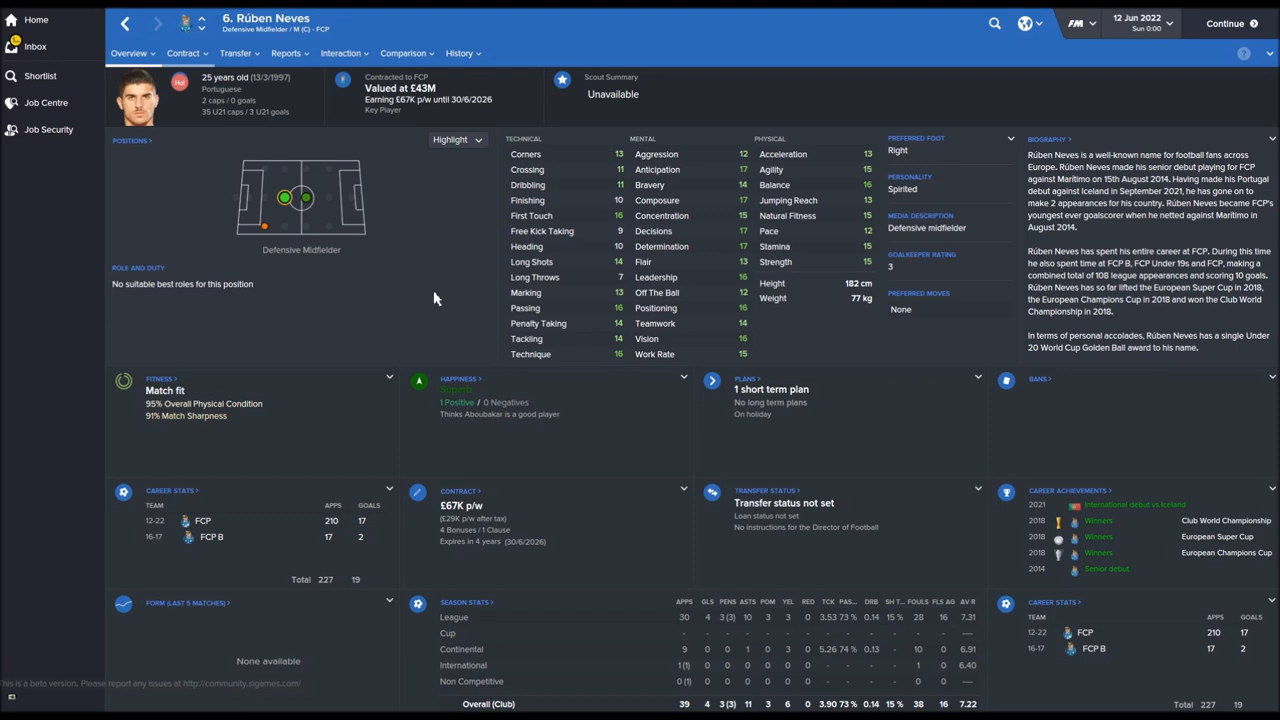 Home
Inbox
Shortlist
Job Centre
Job Security
6. Rúben Neves
Defensive Midfielder / M (C) - FCP
FM
12 Jun 2022
Sun 0:00
Continue
Overview
Contract
Transfer
Reports
Interaction
Comparison
History
?
Hol
25 years old (13/3/1997)
Portuguese
2 caps / 0 goals
35 U21 caps / 3 U21 goals
Contracted to FCP
Valued at £43M
Earning £67K p/w until 30/6/2026
Key Player
Scout Summary
Unavailable
POSITIONS >
Highlight
Defensive Midfielder
ROLE AND DUTY
No suitable best roles for this position
TECHNICAL
Corners 13
Crossing 11
Dribbling 11
Finishing 10
First Touch 16
Free Kick Taking 9
Heading 10
Long Shots 14
Long Throws 7
Marking 13
Passing 16
Penalty Taking 14
Tackling 14
Technique 16
MENTAL
Aggression 12
Anticipation 17
Bravery 14
Composure 17
Concentration 15
Decisions 17
Determination 17
Flair 13
Leadership 16
Off The Ball 12
Positioning 16
Teamwork 14
Vision 16
Work Rate 15
PHYSICAL
Acceleration 13
Agility 15
Balance 16
Jumping Reach 13
Natural Fitness 15
Pace 12
Stamina 15
Strength 15
Height 182 cm
Weight 77 kg
PREFERRED FOOT
Right
PERSONALITY
Spirited
MEDIA DESCRIPTION
Defensive midfielder
GOALKEEPER RATING
3
PREFERRED MOVES
None
BIOGRAPHY >
Rúben Neves is a well-known name for football fans across
Europe. Rúben Neves made his senior debut playing for FCP
against Marítimo on 15th August 2014. Having made his Portugal
debut against Iceland in September 2021, he has gone on to
make 2 appearances for his country. Rúben Neves became FCP's
youngest ever goalscorer when he netted against Marítimo in
August 2014.
Rúben Neves has spent his entire career at FCP. During this time
he also spent time at FCP B, FCP Under 19s and FCP, making a
combined total of 108 league appearances and scoring 10 goals.
Rúben Neves has so far lifted the European Super Cup in 2018,
the European Champions Cup in 2018 and won the Club World
Championship in 2018.
In terms of personal accolades, Rúben Neves has a single Under
20 World Cup Golden Ball award to his name.
FITNESS >
Match fit
95% Overall Physical Condition
91% Match Sharpness
HAPPINESS >
Superb
1 Positive / 0 Negatives
Thinks Aboubakar is a good player
PLANS >
1 short term plan
No long term plans
On holiday
BANS >
CAREER STATS >
TEAM APPS GOALS
12-22 FCP 210 17
16-17 FCP B 17 2
Total 227 19
CONTRACT >
£67K p/w
(£29K p/w after tax)
4 Bonuses / 1 Clause
Expires in 4 years (30/6/2026)
TRANSFER STATUS >
Transfer status not set
Loan status not set
No instructions for the Director of Football
CAREER ACHIEVEMENTS >
2021 International debut vs Iceland
2018 Winners Club World Championship
2018 Winners European Super Cup
2018 Winners European Champions Cup
2014 Senior debut
FORM (LAST 5 MATCHES) >
None available
This is a beta version. Please report any issues at http://community.sigames.com/
SEASON STATS > APPS GLS PENS ASTS POM YEL RED TCK PAS... DRB SH T... FOULS FLS AG AV R
League 30 4 3 (3) 10 3 3 0 3.53 73 % 0.14 15 % 28 16 7.31
Cup - - - - - - - - - - - - - ----
Continental 9 0 0 1 0 3 0 5.26 74 % 0.13 - 10 0 6.91
International 1 (1) 0 0 0 0 0 0 - - - - 1 0 6.40
Non Competitive 0 (1) 0 0 0 0 0 0 - - - - 0 0 ----
Overall (Club) 39 4 3 (3) 11 3 6 0 3.90 73 % 0.14 15 % 38 16 7.22
CAREER STATS >
TEAM APPS GOALS
12-22 FCP 210 17
16-17 FCP B 17 2
Total 227 19